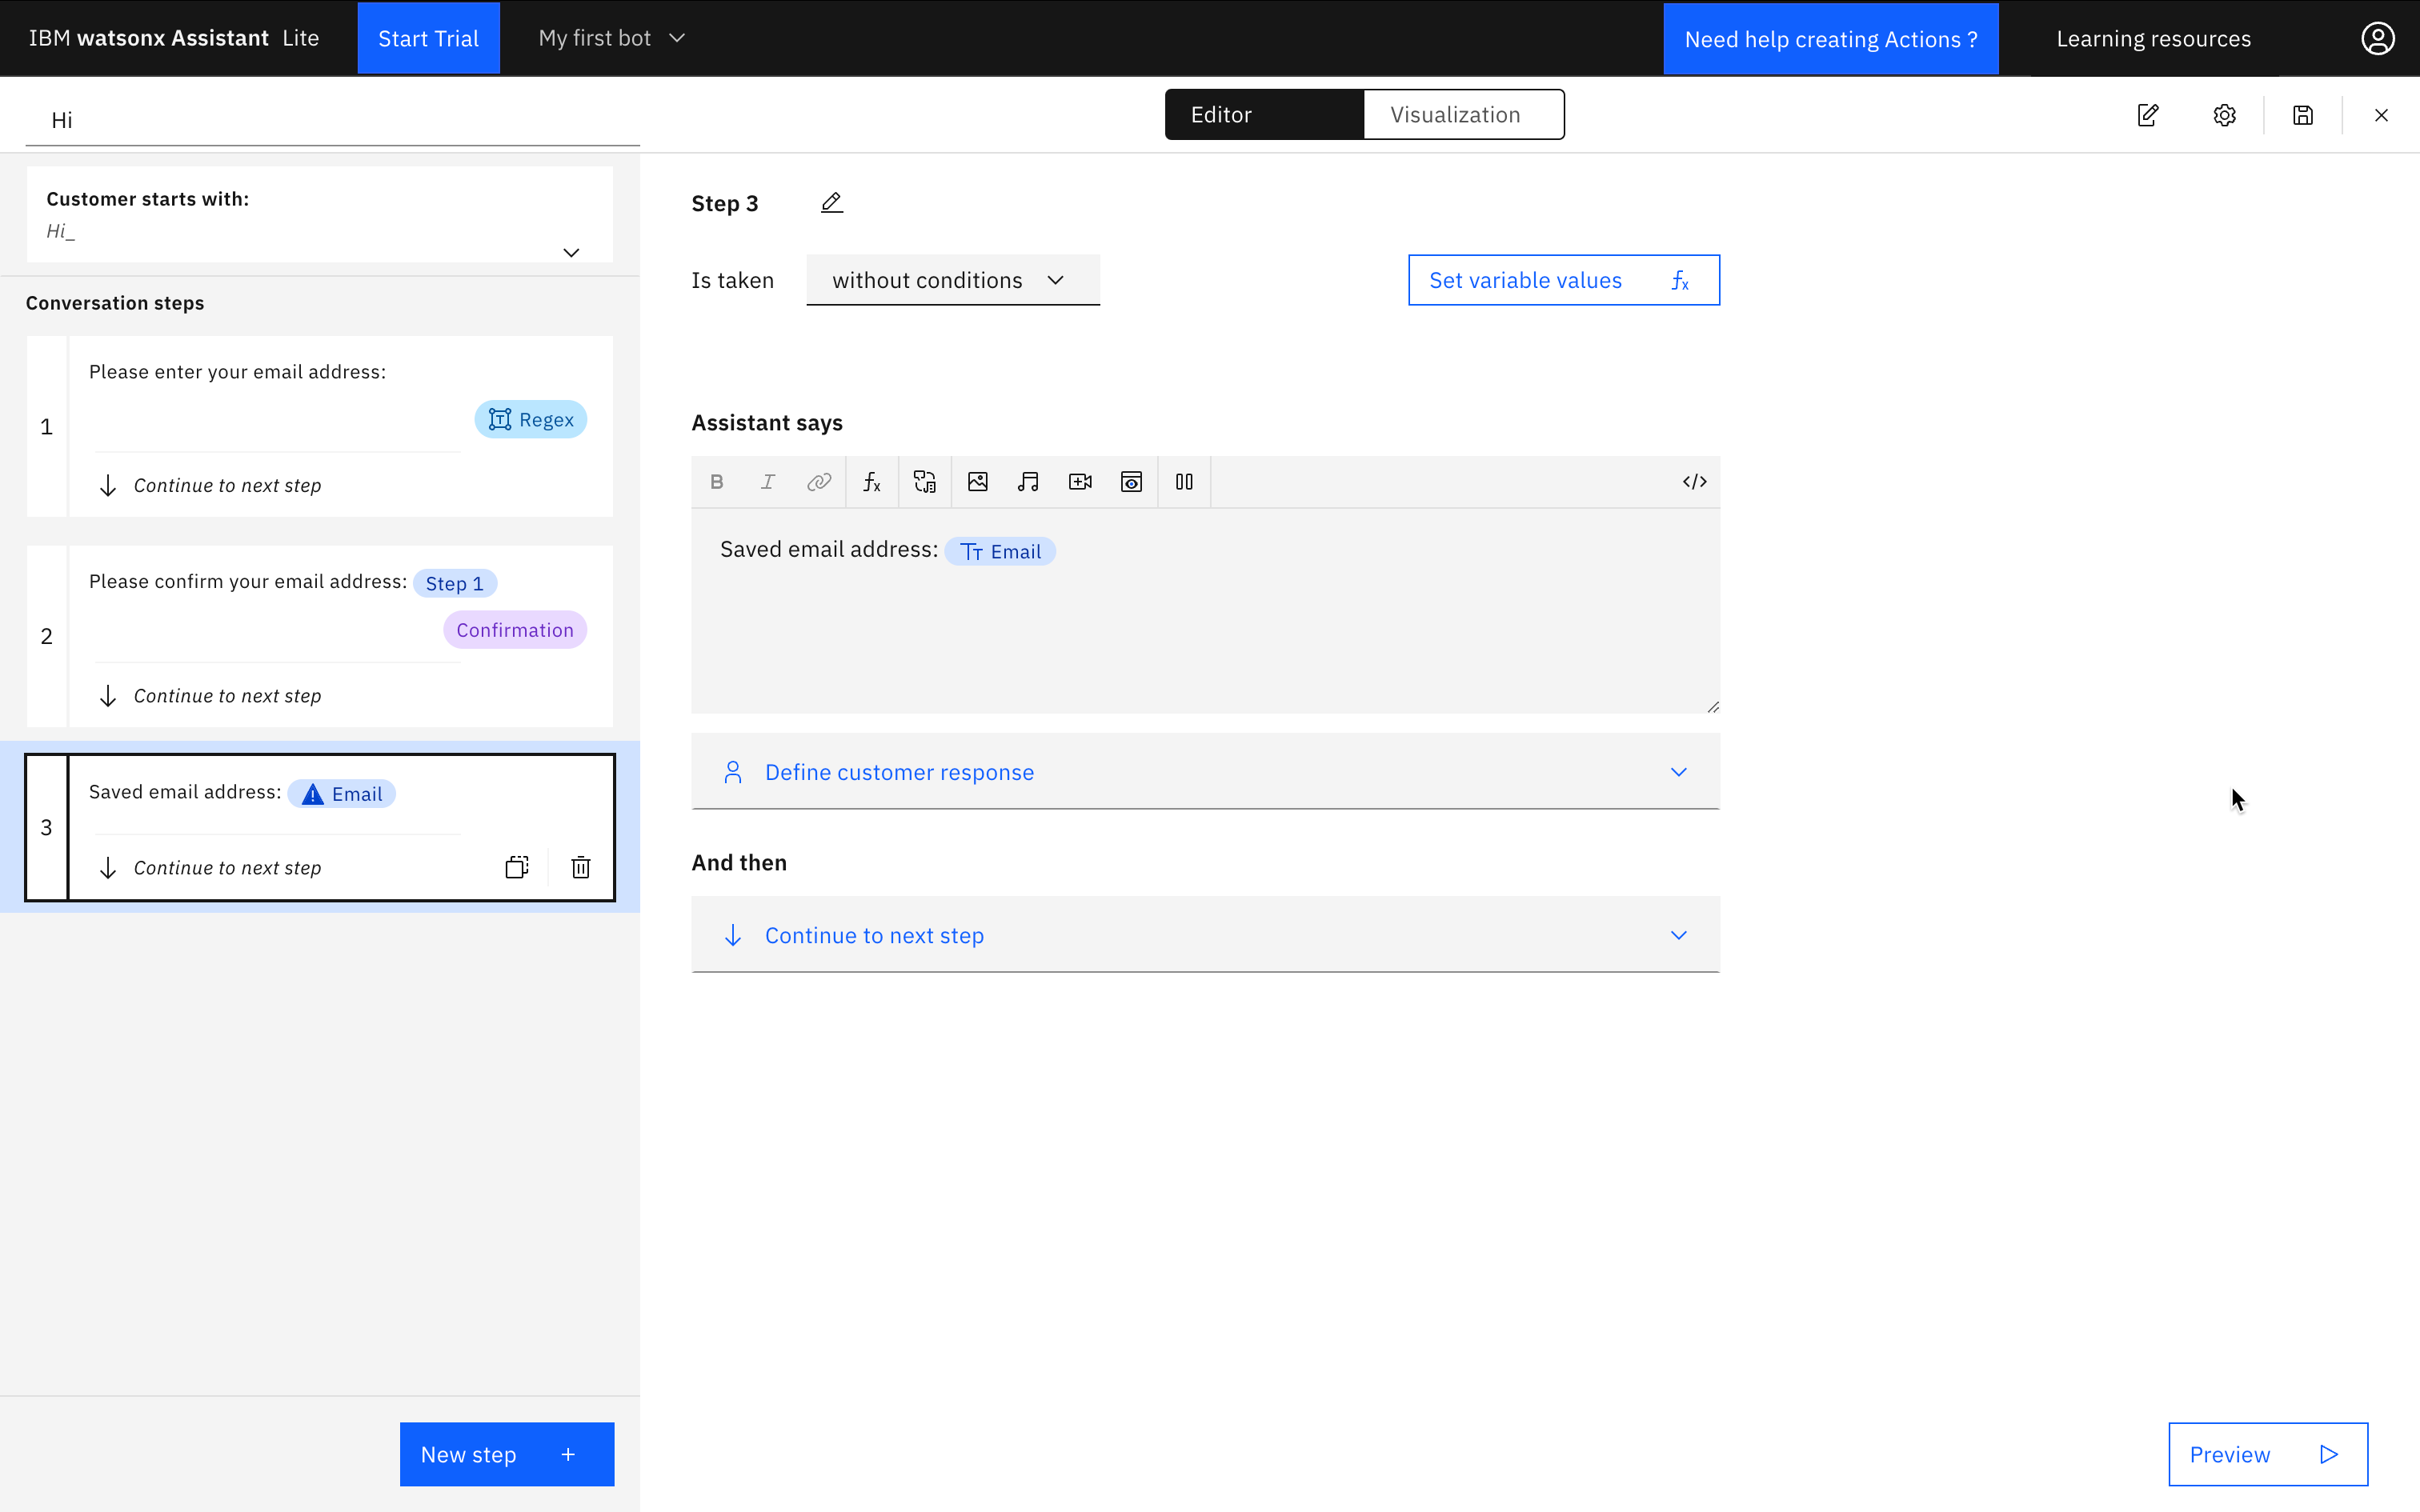 IBM watsonx Assistant Lite
Start Trial
My first bot
Need help creating Actions ?
Learning resources
Hi
Editor
Visualization
Customer starts with:
Hi_
Conversation steps
1
Please enter your email address:
Regex
Continue to next step
2
Please confirm your email address: Step 1
Confirmation
Continue to next step
3
Saved email address: Email
Continue to next step
New step
Step 3
Is taken
without conditions
Set variable values fx
Assistant says
B I fx </>
Saved email address: Tт Email
Define customer response
And then
Continue to next step
Preview